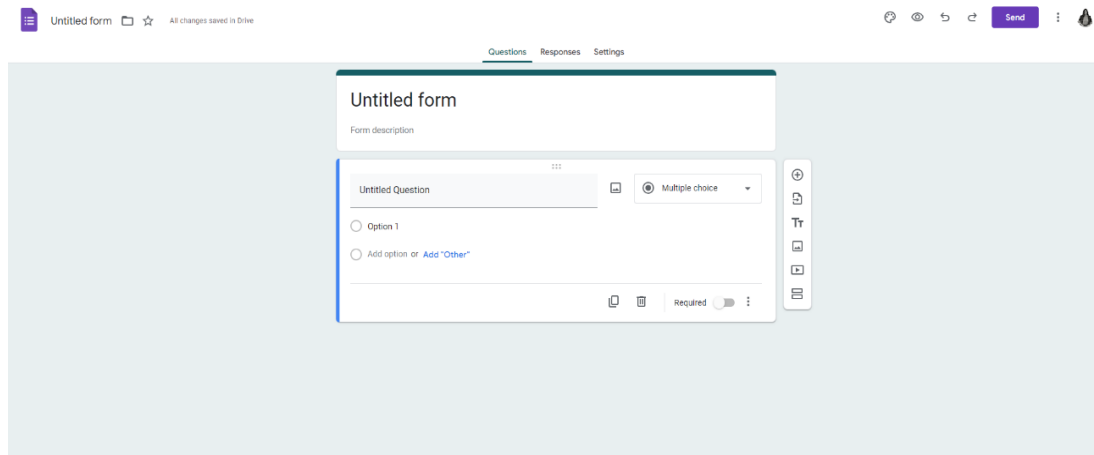 Untitled form
All changes saved in Drive
Send
Questions Responses Settings
Untitled form
Form description
Untitled Question
Multiple choice
Option 1
Add option or Add "Other"
Required
Tт